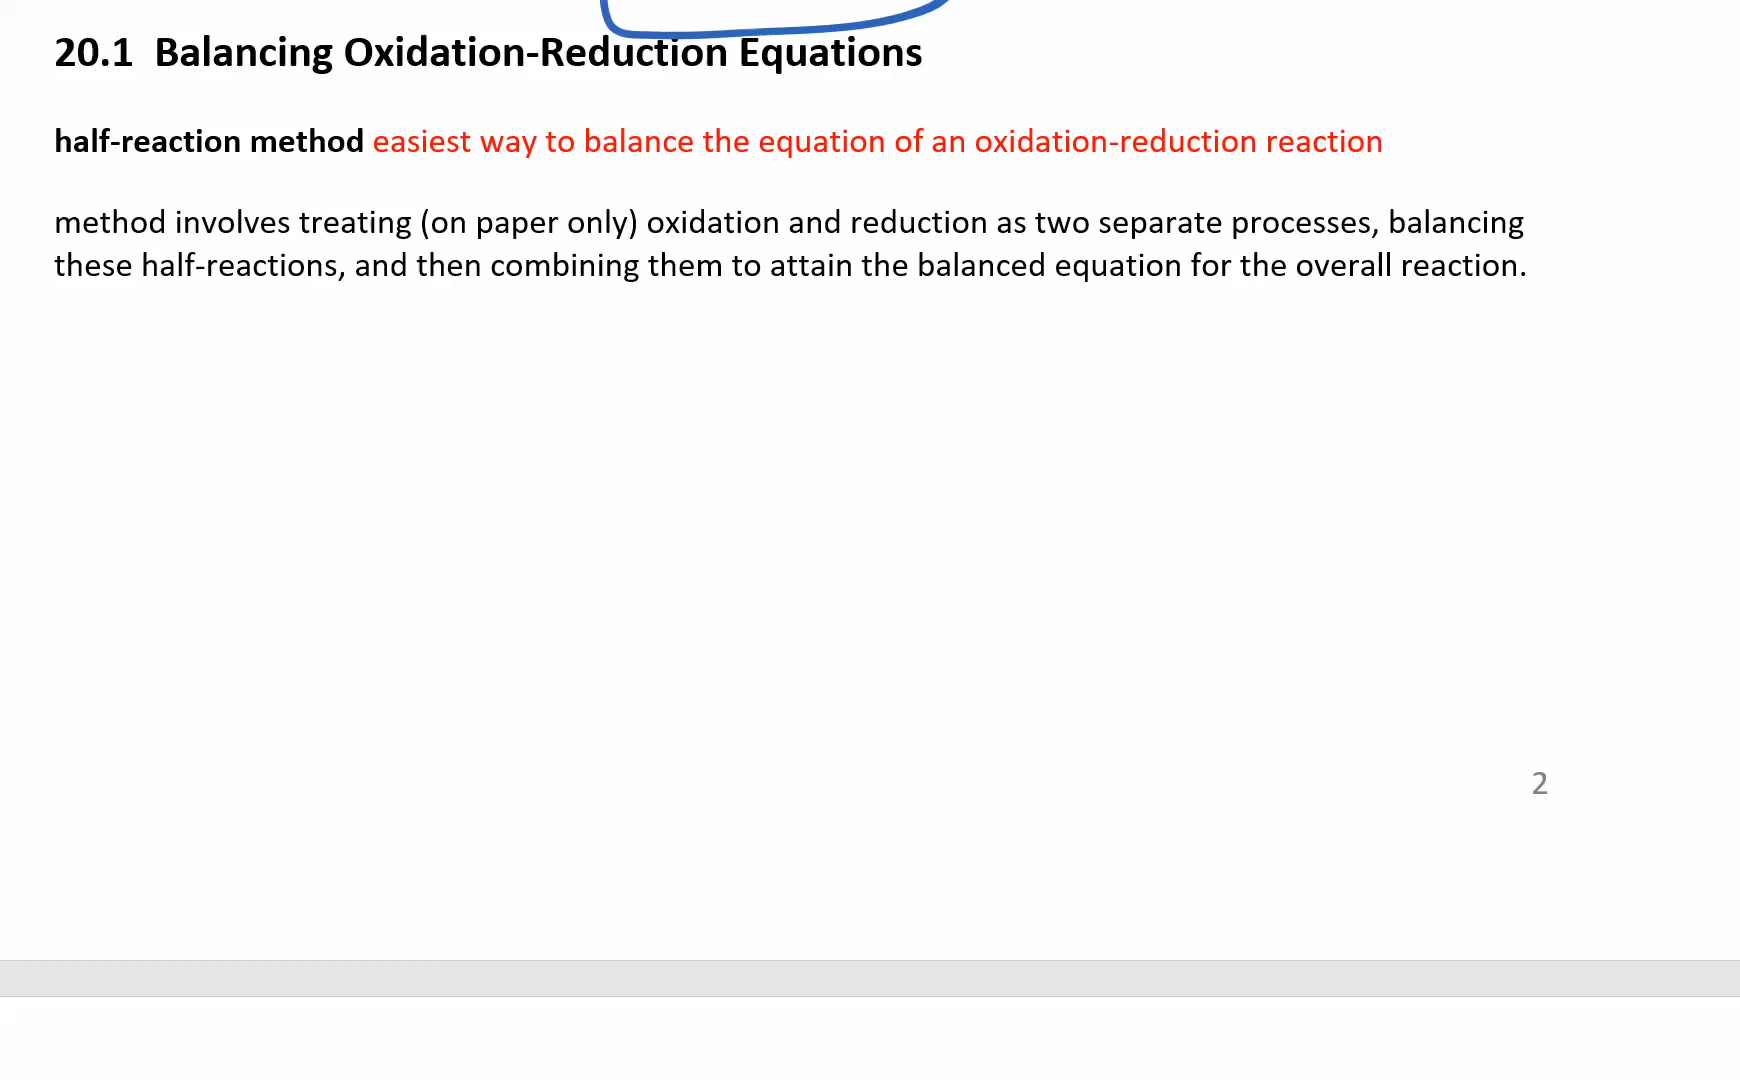 20.1 Balancing Oxidation-Reduction Equations
half-reaction method easiest way to balance the equation of an oxidation-reduction reaction
method involves treating (on paper only) oxidation and reduction as two separate processes, balancing
these half-reactions, and then combining them to attain the balanced equation for the overall reaction.
2